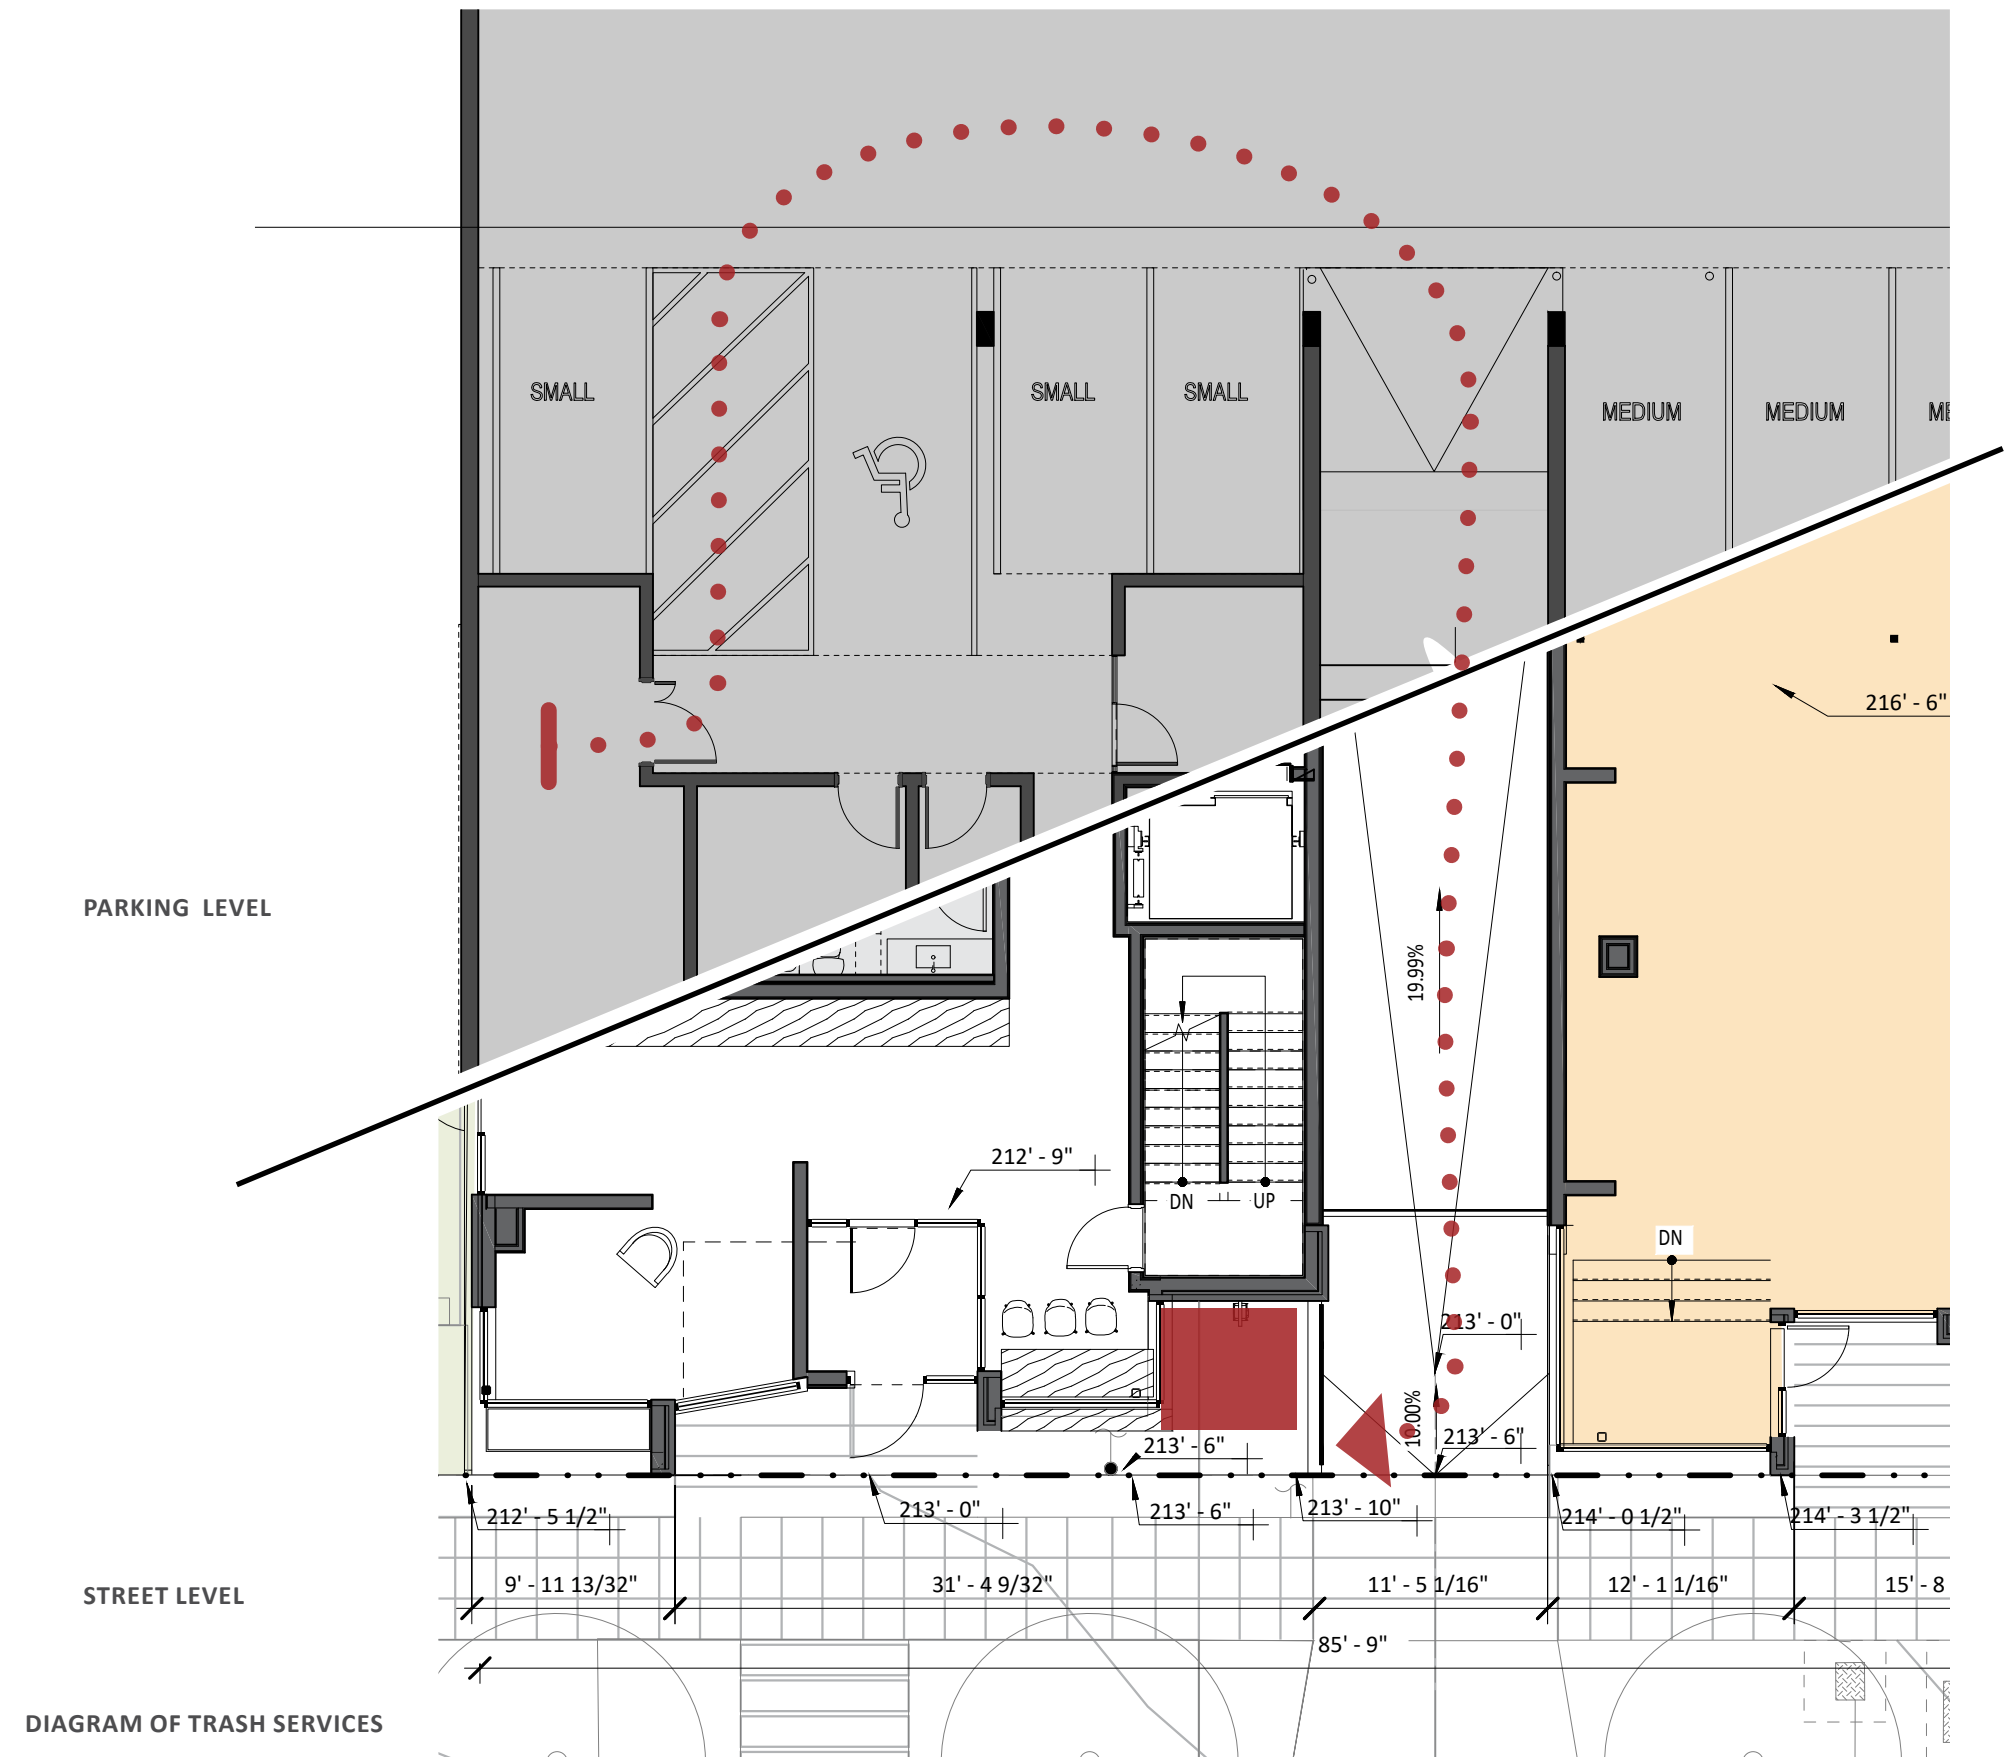 SMALL
SMALL
SMALL
MEDIUM
MEDIUM
216' - 6"
PARKING LEVEL
19.99%
212' - 9"
DN
UP
DN
213' - 0"
10.00%
213' - 6"
213' - 6"
212' - 5 1/2"
213' - 0"
213' - 6"
213' - 10"
214' - 0 1/2"
214' - 3 1/2"
STREET LEVEL
9' - 11 13/32"
31' - 4 9/32"
11' - 5 1/16"
12' - 1 1/16"
15' - 8
85' - 9"
DIAGRAM OF TRASH SERVICES